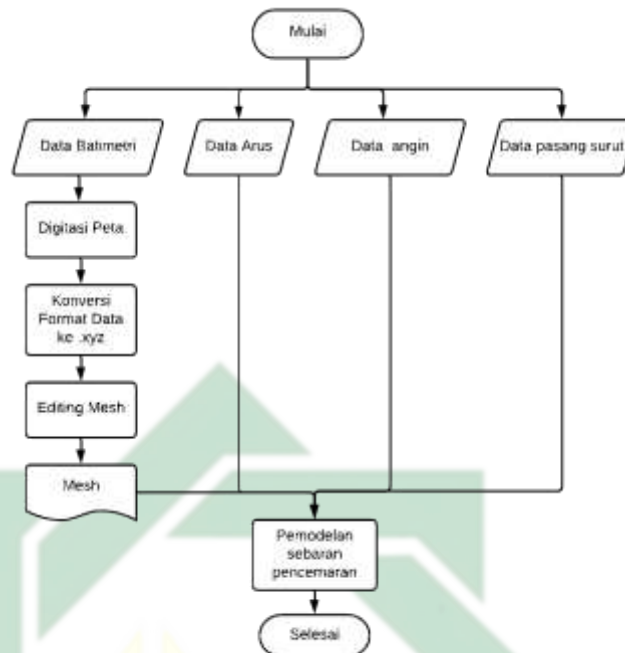 Mulai
Data Batimetri
Data Arus
Data angin
Data pasang surut
Digitasi Peta
Konversi
Format Data
ke .xyz
Editing Mesh
Mesh
Pemodelan
sebaran
pencemaran
Selesai